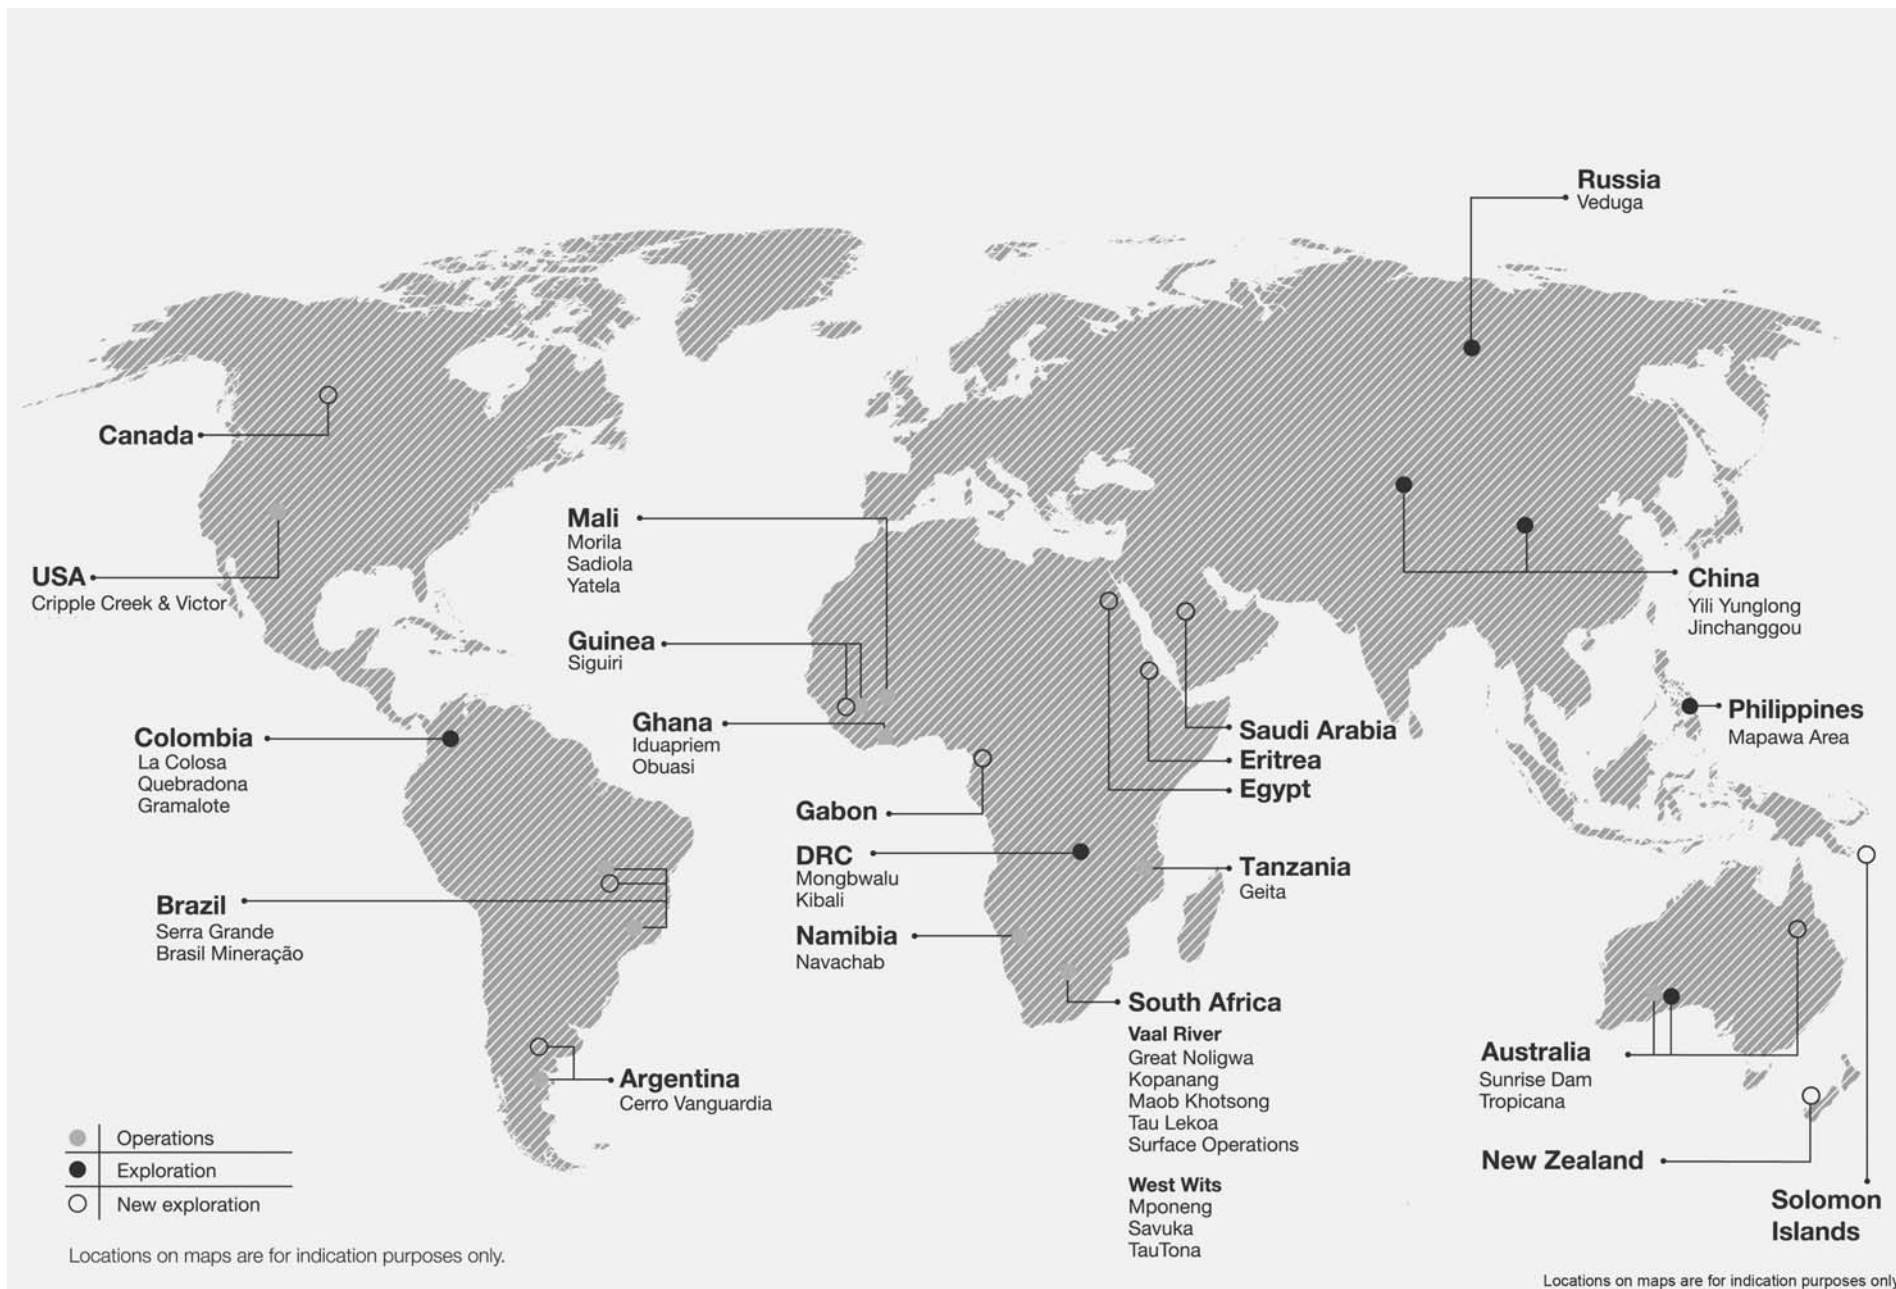 Russia
Veduga
Canada
USA
Cripple Creek & Victor
Mali
Morila
Sadiola
Yatela
Guinea
Siguiri
Ghana
Iduapriem
Obuasi
China
Yili Yunglong
Jinchanggou
Philippines
Mapawa Area
Colombia
La Colosa
Quebradona
Gramalote
Saudi Arabia
Eritrea
Egypt
Gabon
DRC
Mongbwalu
Kibali
Tanzania
Geita
Brazil
Serra Grande
Brasil Mineração
Namibia
Navachab
South Africa
Vaal River
Great Noligwa
Kopanang
Maob Khotsong
Tau Lekoa
Surface Operations
West Wits
Mponeng
Savuka
TauTona
Argentina
Cerro Vanguardia
Australia
Sunrise Dam
Tropicana
New Zealand
Solomon
Islands
Operations
Exploration
New exploration
Locations on maps are for indication purposes only.
Locations on maps are for indication purposes only